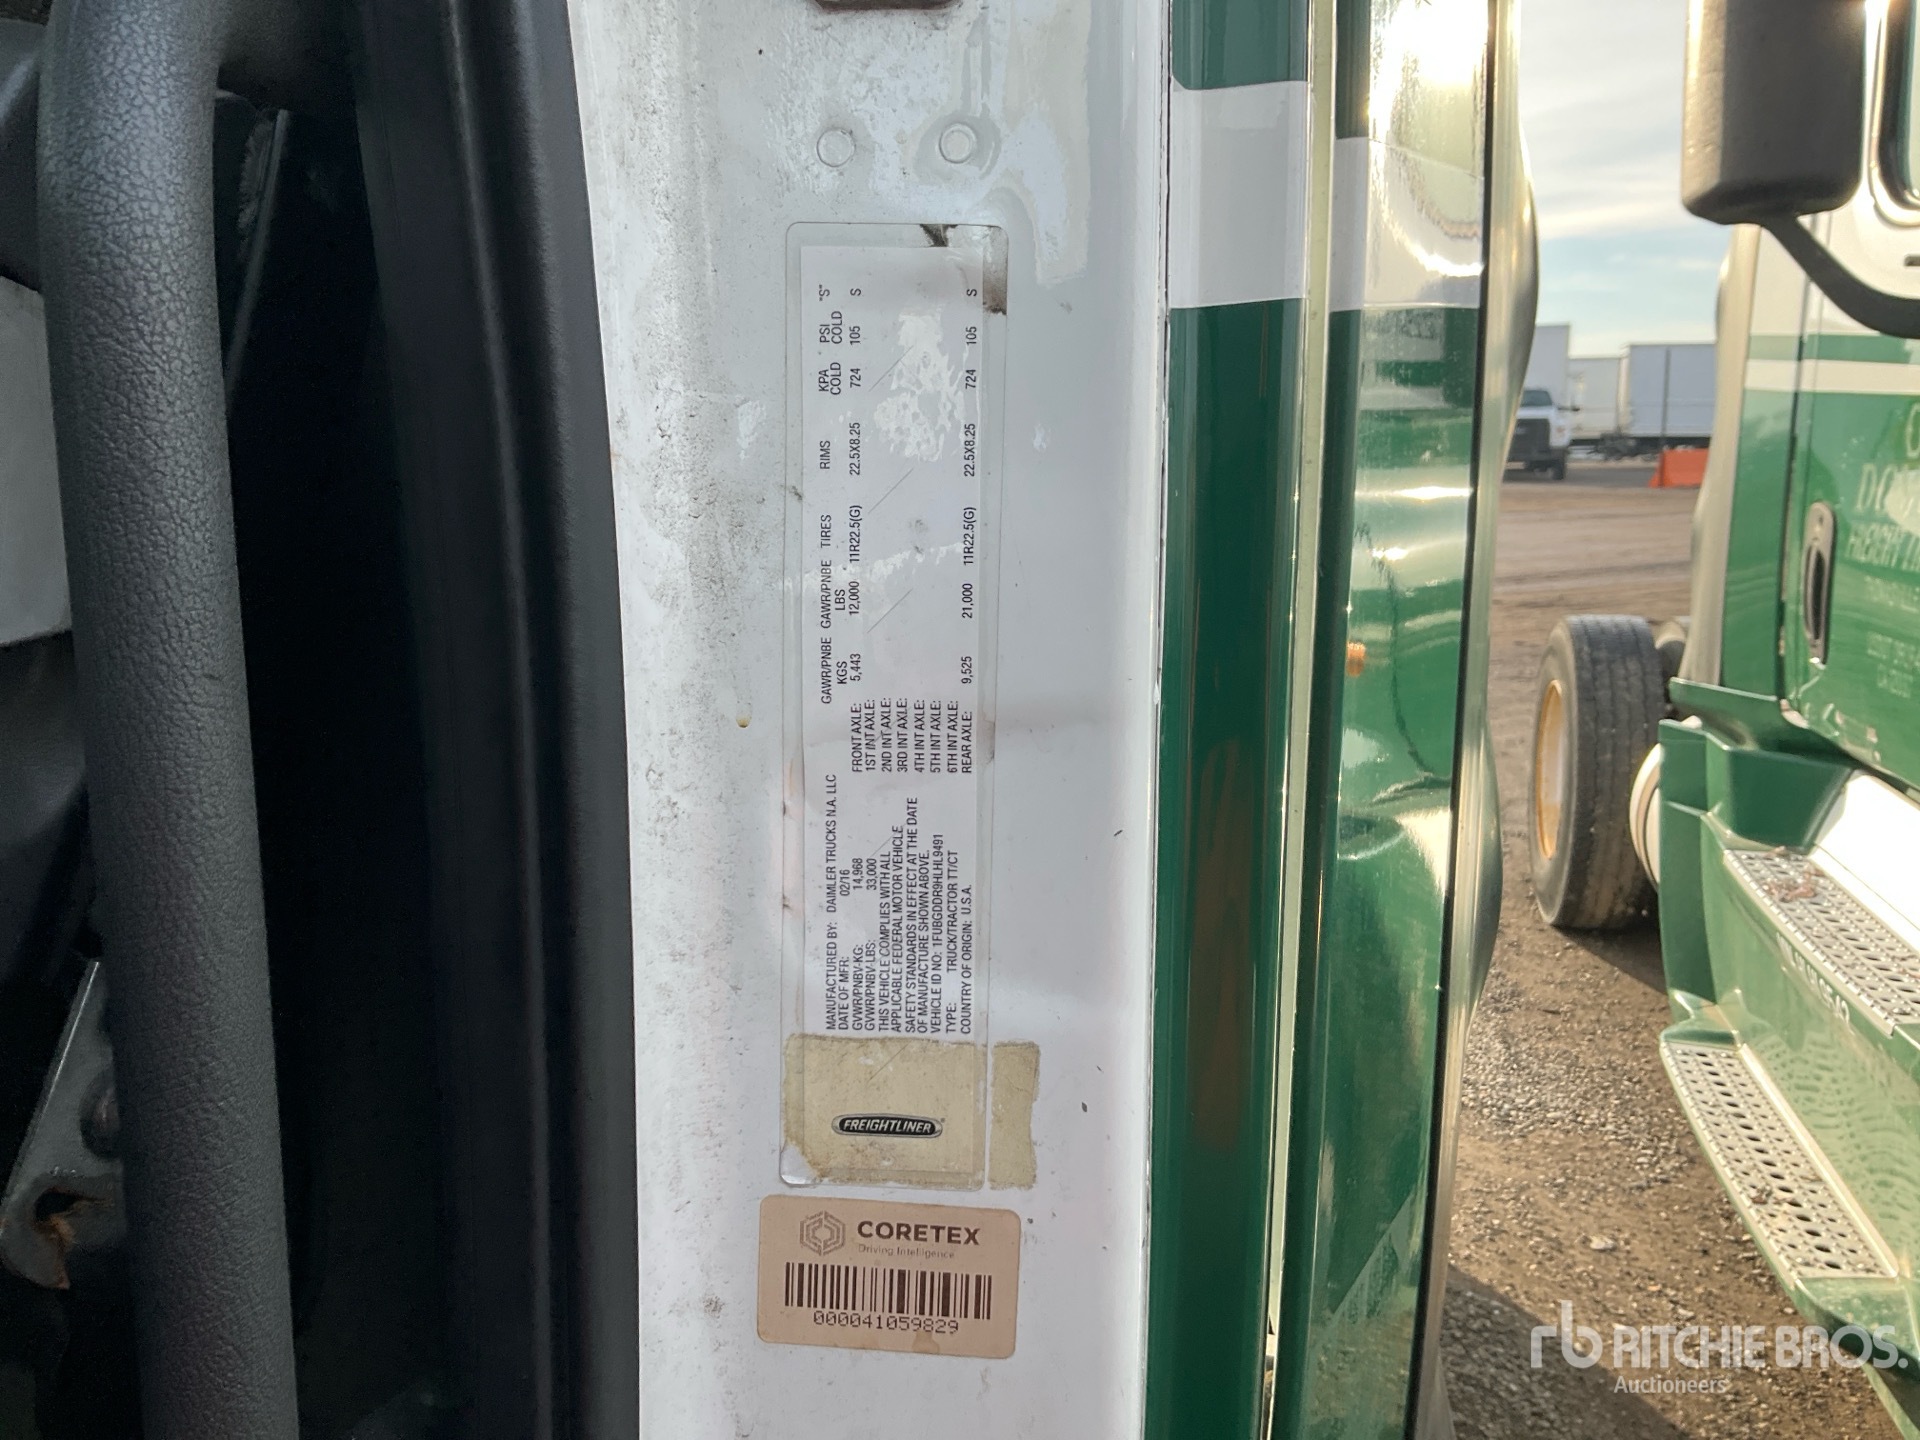 MANUFACTURED BY: DAIMLER TRUCKS N.A. LLC
DATE OF MFR: 02/16
GVWR/PNBV-KG: 14,968
GVWR/PNBV-LBS: 33,000
THIS VEHICLE COMPLIES WITH ALL
APPLICABLE FEDERAL MOTOR VEHICLE
SAFETY STANDARDS IN EFFECT AT THE DATE
OF MANUFACTURE SHOWN ABOVE.
VEHICLE ID NO: 1FUBGDDR9HLHL9491
TYPE: TRUCK/TRACTOR TT/CT
COUNTRY OF ORIGIN: U.S.A.
GAWR/PNBE GAWR/PNBE TIRES RIMS KPA PSI "S"
KGS LBS COLD COLD
FRONT AXLE: 5,443 12,000 11R22.5(G) 22.5X8.25 724 105 S
1ST INT AXLE:
2ND INT AXLE:
3RD INT AXLE:
4TH INT AXLE:
5TH INT AXLE:
6TH INT AXLE:
REAR AXLE: 9,525 21,000 11R22.5(G) 22.5X8.25 724 105 S
FREIGHTLINER
CORETEX
Driving Intelligence
000041059829
rb RITCHIE BROS.
Auctioneers